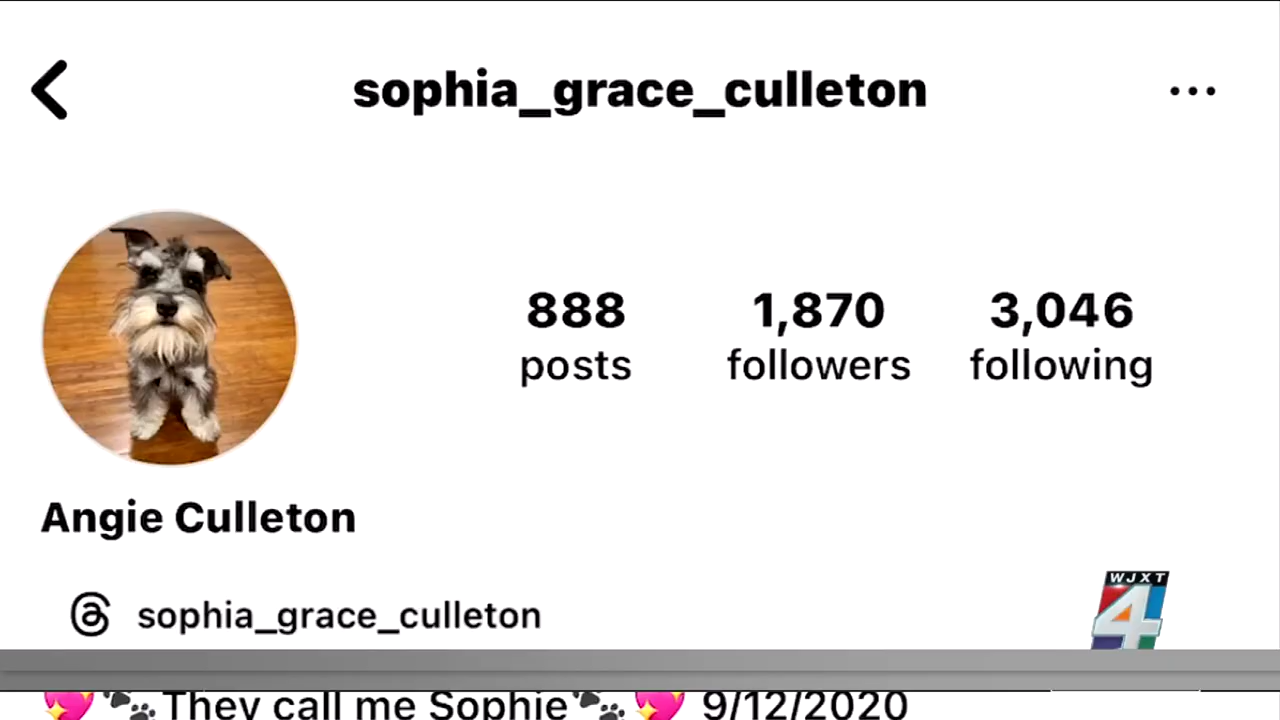 sophia_grace_culleton
888 1,870 3,046
posts followers following
Angie Culleton
sophia_grace_culleton
WJXT
4
💖🐾They call me Sophie🐾💖 9/12/2020